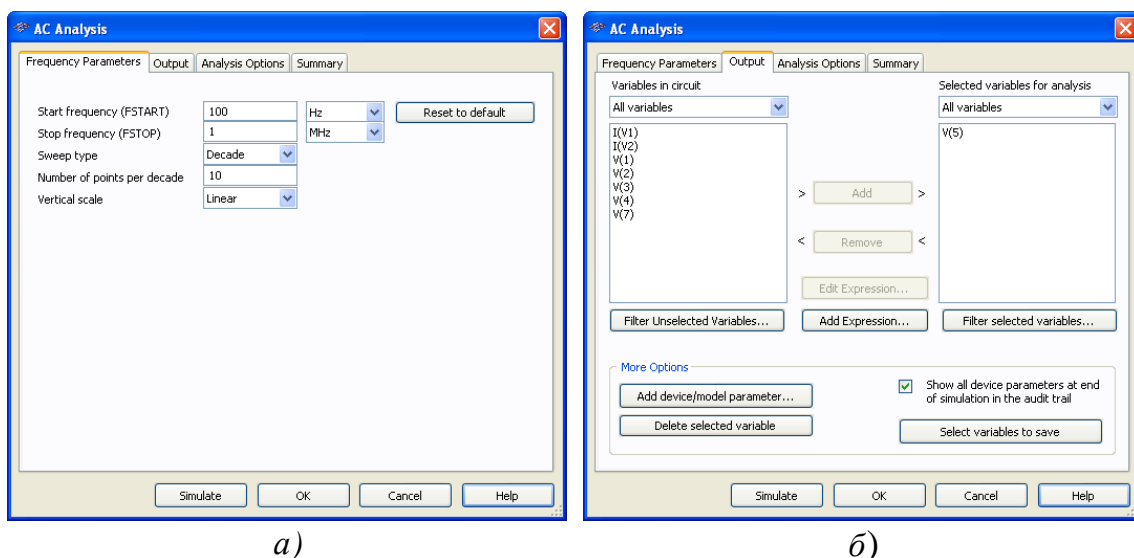 AC Analysis
Frequency Parameters Output Analysis Options Summary
Start frequency (FSTART) 100 Hz Reset to default
Stop frequency (FSTOP) 1 MHz
Sweep type Decade
Number of points per decade 10
Vertical scale Linear
Simulate OK Cancel Help
а)
AC Analysis
Frequency Parameters Output Analysis Options Summary
Variables in circuit Selected variables for analysis
All variables All variables
I(V1) V(5)
I(V2)
V(1)
V(2)
V(3)
V(4)
V(7)
> Add >
< Remove <
Edit Expression...
Filter Unselected Variables... Add Expression... Filter selected variables...
More Options
Add device/model parameter... Show all device parameters at end
of simulation in the audit trail
Delete selected variable Select variables to save
Simulate OK Cancel Help
б)